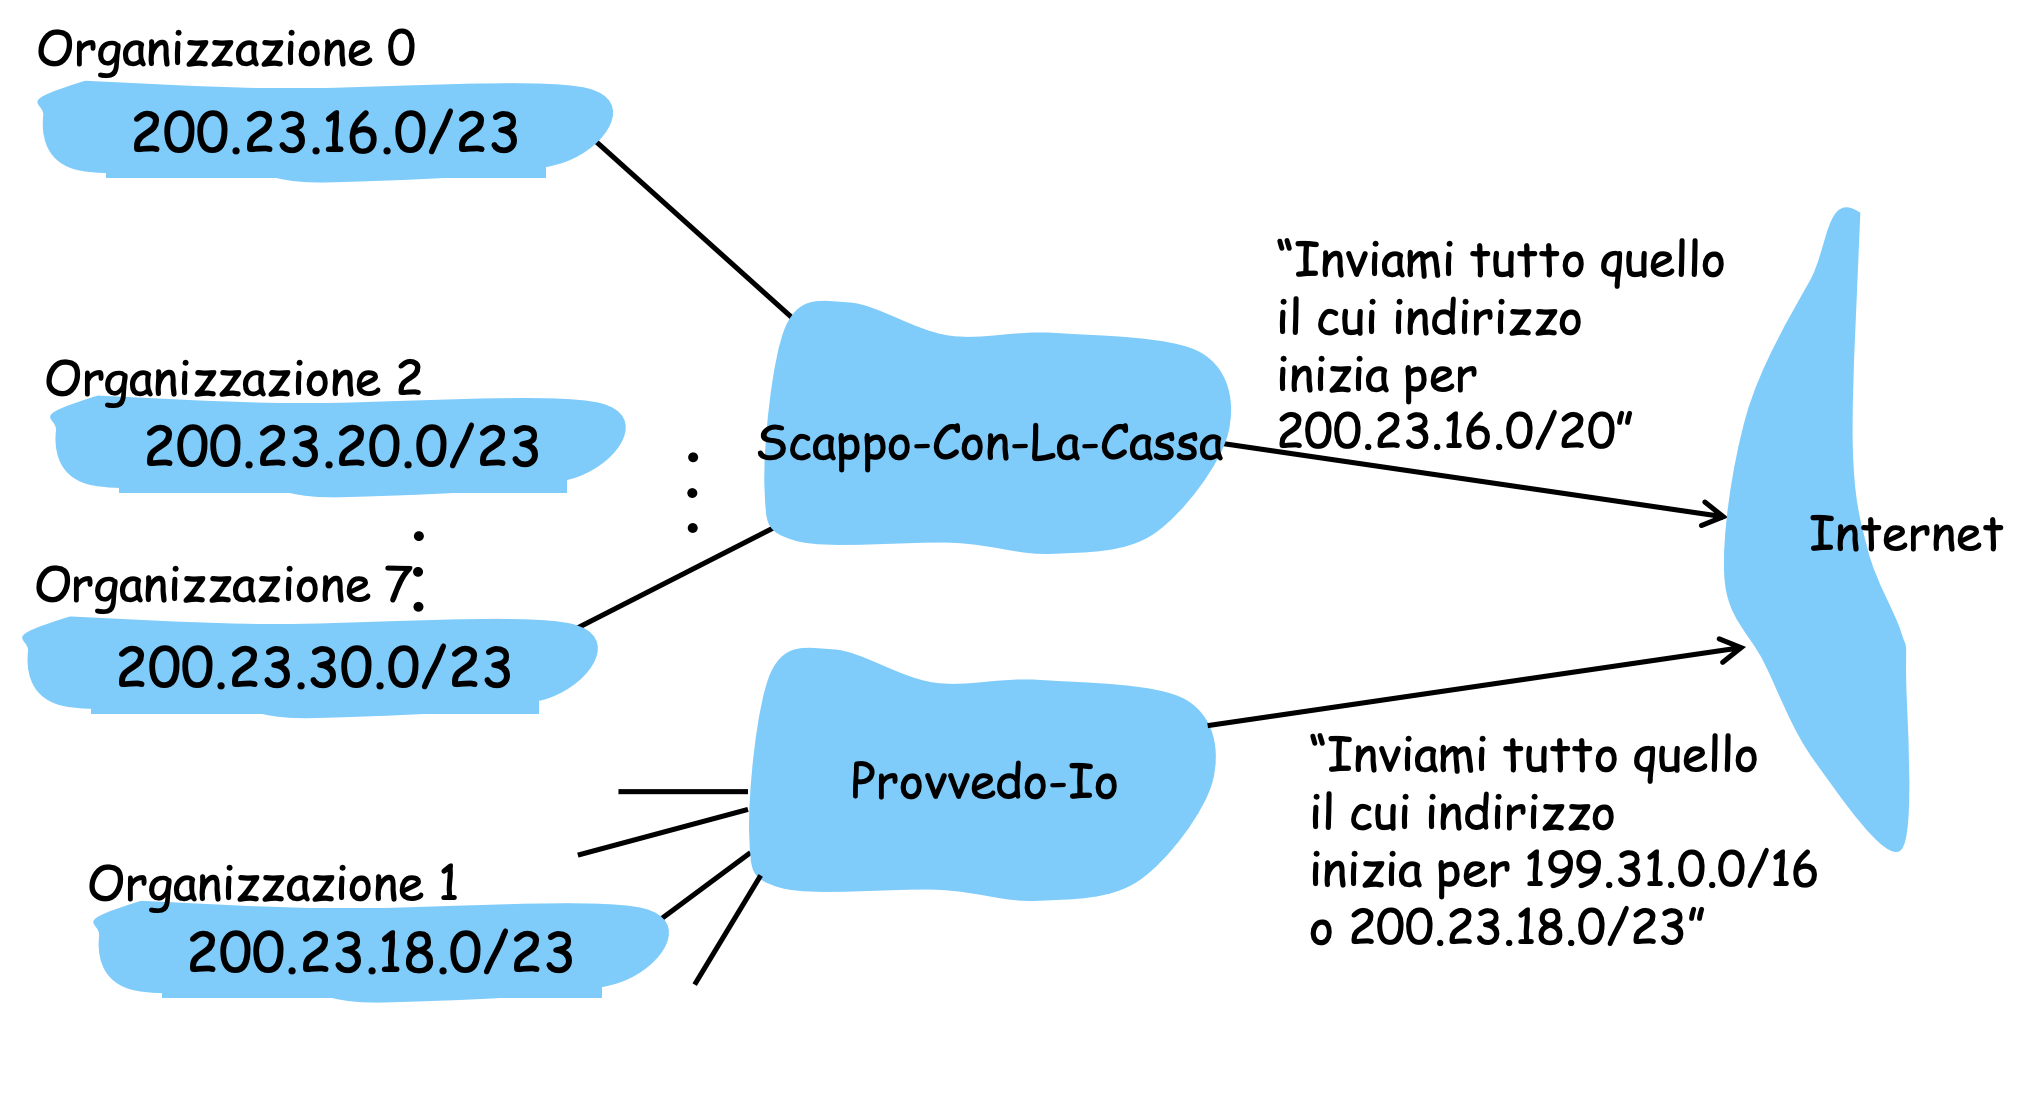 Organizzazione 0
200.23.16.0/23
Organizzazione 2
200.23.20.0/23
Organizzazione 7
200.23.30.0/23
Organizzazione 1
200.23.18.0/23
Scappo-Con-La-Cassa
Provvedo-Io
“Inviami tutto quello
il cui indirizzo
inizia per
200.23.16.0/20”
“Inviami tutto quello
il cui indirizzo
inizia per 199.31.0.0/16
o 200.23.18.0/23”
Internet